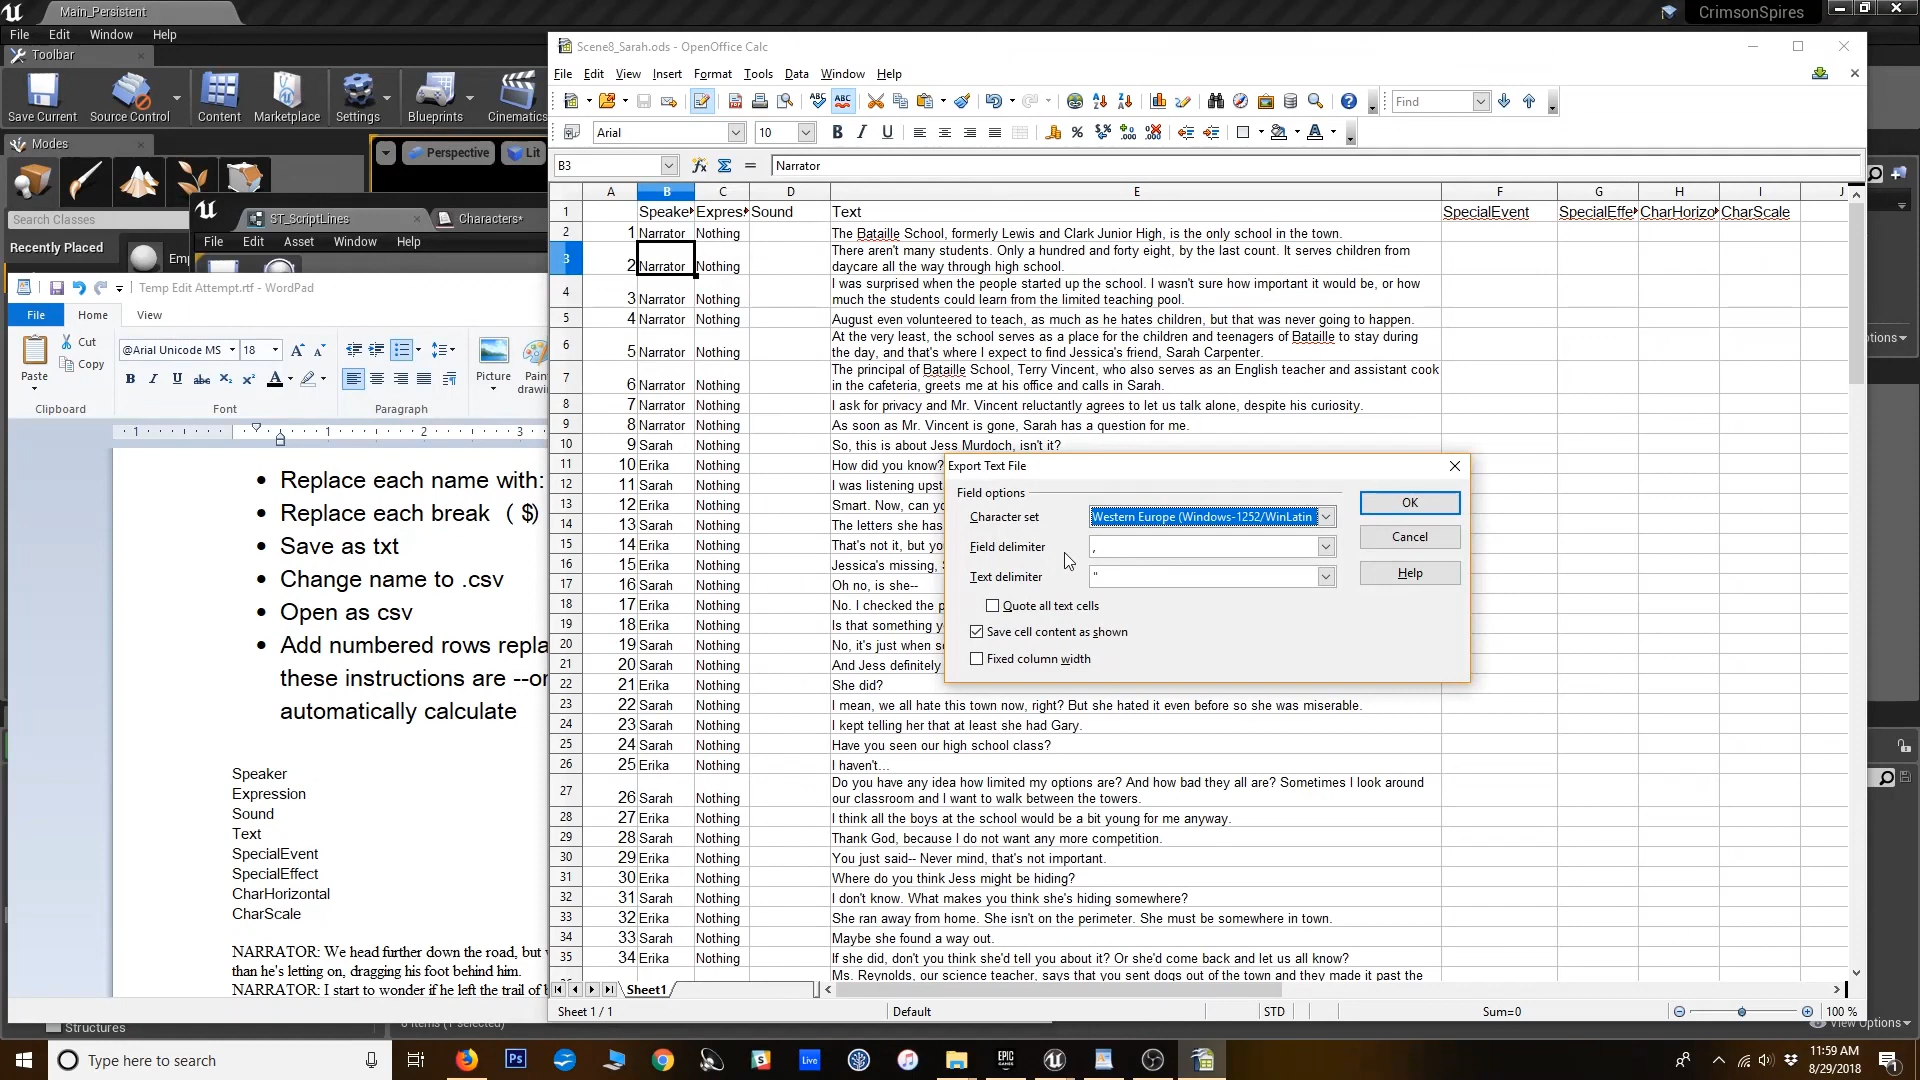 Main_Persistent
CrimsonSpires
File Edit Window Help
Toolbar
Save Current
Source Control
Content
Marketplace
Settings
Blueprints
Cinematics
Modes
Perspective
Lit
Search Classes
Recently Placed
ST_ScriptLines
Characters*
File Edit Asset Window Help
Temp Edit Attempt.rtf - WordPad
File Home View
Paste
Cut
Copy
@Arial Unicode MS 18
Picture
Clipboard
Font
Paragraph
• Replace each name with:
• Replace each break ( $)
• Save as txt
• Change name to .csv
• Open as csv
• Add numbered rows
these instructions are
automatically calculate
Speaker
Expression
Sound
Text
SpecialEvent
SpecialEffect
CharHorizontal
CharScale
NARRATOR: We head further down the road, but
than he's letting on, dragging his foot behind him.
NARRATOR: I start to wonder if he left the trail of
Structures
View Options
Scene8_Sarah.ods - OpenOffice Calc
File Edit View Insert Format Tools Data Window Help
Find
Arial 10
B3
Narrator
A B C D E F G H I J
1 Sound Text SpecialEvent CharScale
2 1 Narrator Nothing The Bataille School, formerly Lewis and Clark Junior High, is the only school in the town.
3 2 Narrator Nothing There aren't many students. Only a hundred and forty eight, by the last count. It serves children from
daycare all the way through high school.
4 3 Narrator Nothing I was surprised when the people started up the school. I wasn't sure how important it would be, or how
much the students could learn from the limited teaching pool.
5 4 Narrator Nothing August even volunteered to teach, as much as he hates children, but that was never going to happen.
6 5 Narrator Nothing At the very least, the school serves as a place for the children and teenagers of Bataille to stay during
the day, and that's where I expect to find Jessica's friend, Sarah Carpenter.
7 6 Narrator Nothing The principal of Bataille School, Terry Vincent, who also serves as an English teacher and assistant cook
in the cafeteria, greets me at his office and calls in Sarah.
8 7 Narrator Nothing I ask for privacy and Mr. Vincent reluctantly agrees to let us talk alone, despite his curiosity.
9 8 Narrator Nothing As soon as Mr. Vincent is gone, Sarah has a question for me.
10 9 Sarah Nothing So, this is about Jess Murdoch, isn't it?
11 10 Erika Nothing How did you know?
12 11 Sarah Nothing I was listening
13 12 Erika Nothing Smart. Now, can
14 13 Sarah Nothing The letters she has
15 14 Erika Nothing That's not it, but
16 15 Erika Nothing Jessica's missing,
17 16 Sarah Nothing Oh no, is she--
18 17 Erika Nothing No. I checked the
19 18 Erika Nothing Is that something
20 19 Sarah Nothing No, it's just when
21 20 Sarah Nothing And Jess definitely
22 21 Erika Nothing She did?
23 22 Sarah Nothing I mean, we all hate this town now, right? But she hated it even before so she was miserable.
24 23 Sarah Nothing I kept telling her that at least she had Gary.
25 24 Sarah Nothing Have you seen our high school class?
26 25 Erika Nothing I haven't...
27 26 Sarah Nothing Do you have any idea how limited my options are? And how bad they all are? Sometimes I look around
our classroom and I want to walk between the towers.
28 27 Erika Nothing I think all the boys at the school would be a bit young for me anyway.
29 28 Sarah Nothing Thank God, because I do not want any more competition.
30 29 Erika Nothing You just said-- Never mind, that's not important.
31 30 Erika Nothing Where do you think Jess might be hiding?
32 31 Sarah Nothing I don't know. What makes you think she's hiding somewhere?
33 32 Erika Nothing She ran away from home. She isn't on the perimeter. She must be somewhere in town.
34 33 Sarah Nothing Maybe she found a way out.
35 34 Erika Nothing If she did, don't you think she'd tell you about it? Or she'd come back and let us all know?
Ms. Reynolds, our science teacher, says that you sent dogs out of the town and they made it past the
Export Text File
Field options
Character set Western Europe (Windows-1252/WinLatin
Field delimiter ,
Text delimiter "
Quote all text cells
Save cell content as shown
Fixed column width
OK
Cancel
Help
Sheet1
Sheet 1 / 1 Default STD Sum=0 100 %
Type here to search
Live
EPIC GAMES
11:59 AM
8/29/2018